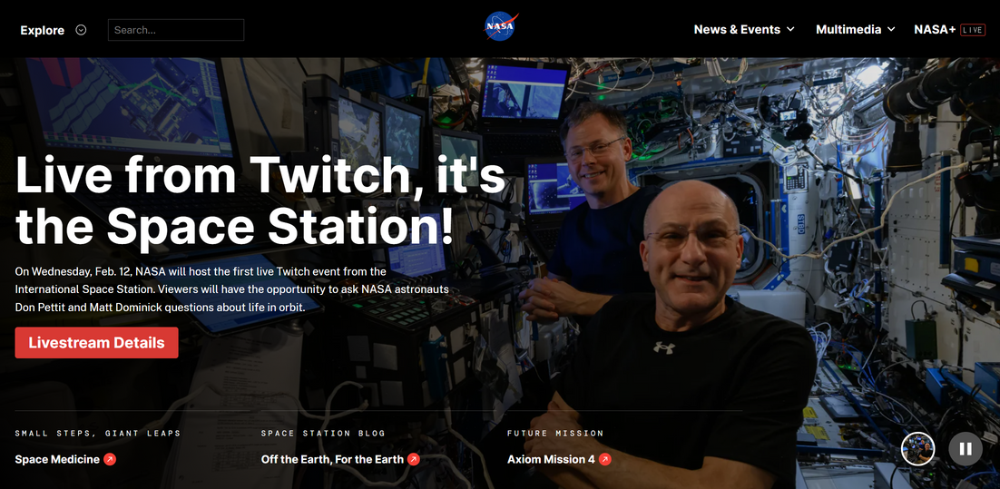 Explore
Search...
NASA
News & Events
Multimedia
NASA+ LIVE
Live from Twitch, it's
the Space Station!
On Wednesday, Feb. 12, NASA will host the first live Twitch event from the
International Space Station. Viewers will have the opportunity to ask NASA astronauts
Don Pettit and Matt Dominick questions about life in orbit.
Livestream Details
SMALL STEPS, GIANT LEAPS
Space Medicine
SPACE STATION BLOG
Off the Earth, For the Earth
FUTURE MISSION
Axiom Mission 4